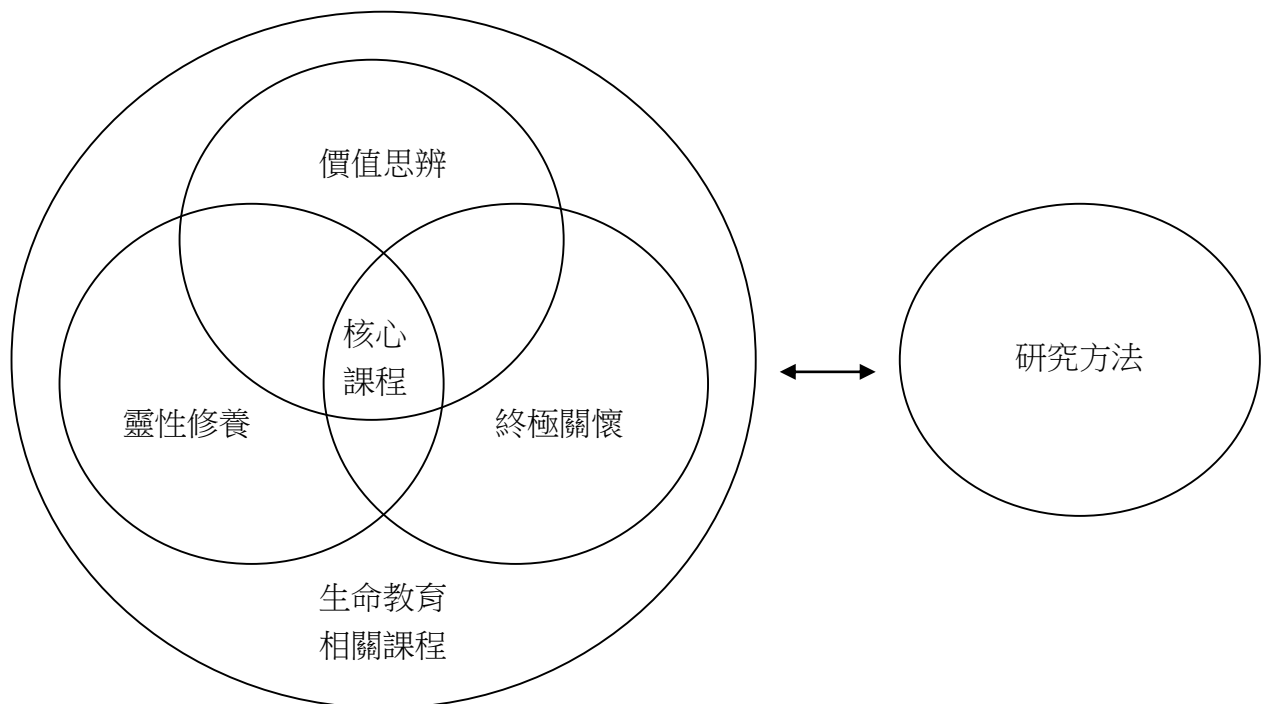 價值思辨
核心
課程
靈性修養
終極關懷
生命教育
相關課程
研究方法